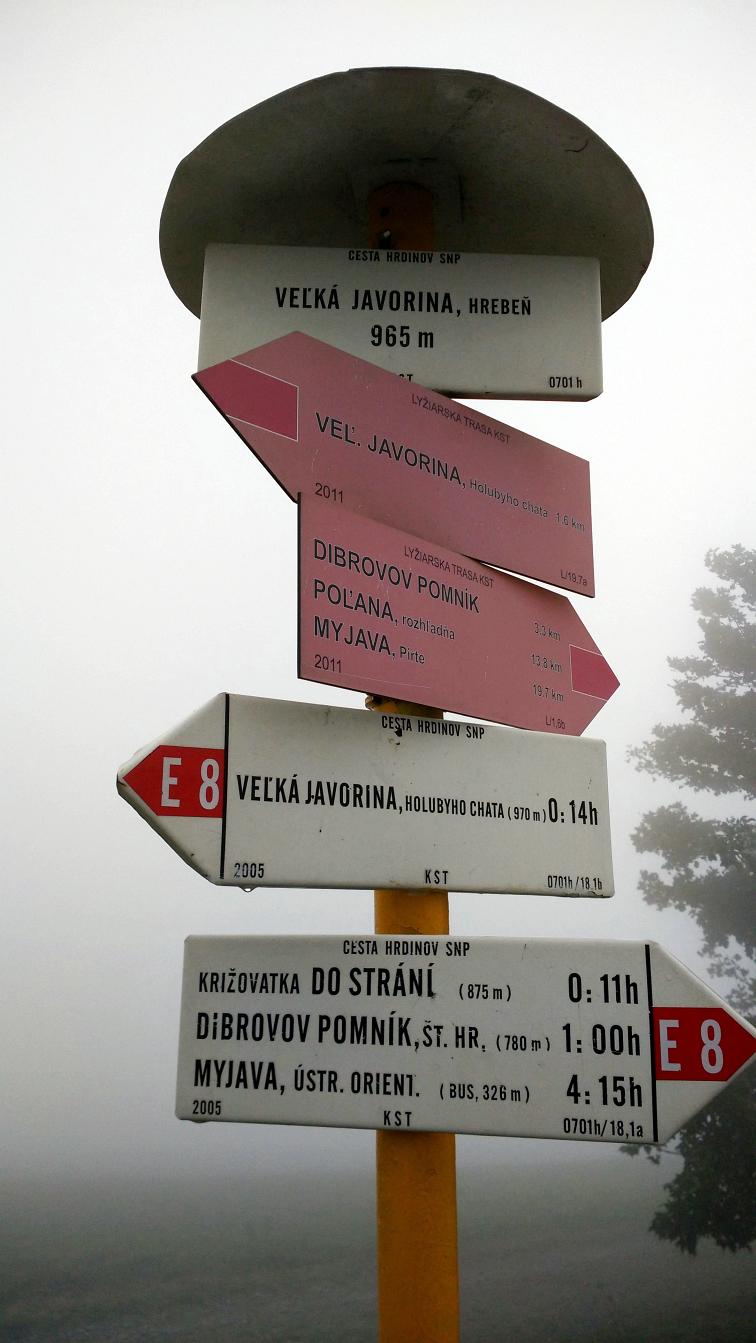 CESTA HRDINOV SNP
VEĽKÁ JAVORINA, HREBEŇ
965 m
0701 h
LYŽIARSKA TRASA KST
VEĽ. JAVORINA, Holubyho chata 1,6 km
2011
L/19,7a
LYŽIARSKA TRASA KST
DIBROVOV POMNÍK 3.3 km
POĽANA, rozhľadňa 13.8 km
MYJAVA, Pirte 19.7 km
2011
L/1,6b
CESTA HRDINOV SNP
E 8
VEĽKÁ JAVORINA, HOLUBYHO CHATA (970 m) 0:14h
2005 KST 0701h/18,1b
CESTA HRDINOV SNP
KRIŽOVATKA DO STRÁNÍ (875 m) 0:11h
DIBROVOV POMNÍK, ŠT. HR. (780 m) 1:00h
E 8
MYJAVA, ÚSTR. ORIENT. (BUS, 326 m) 4:15h
2005 KST 0701h/18,1a